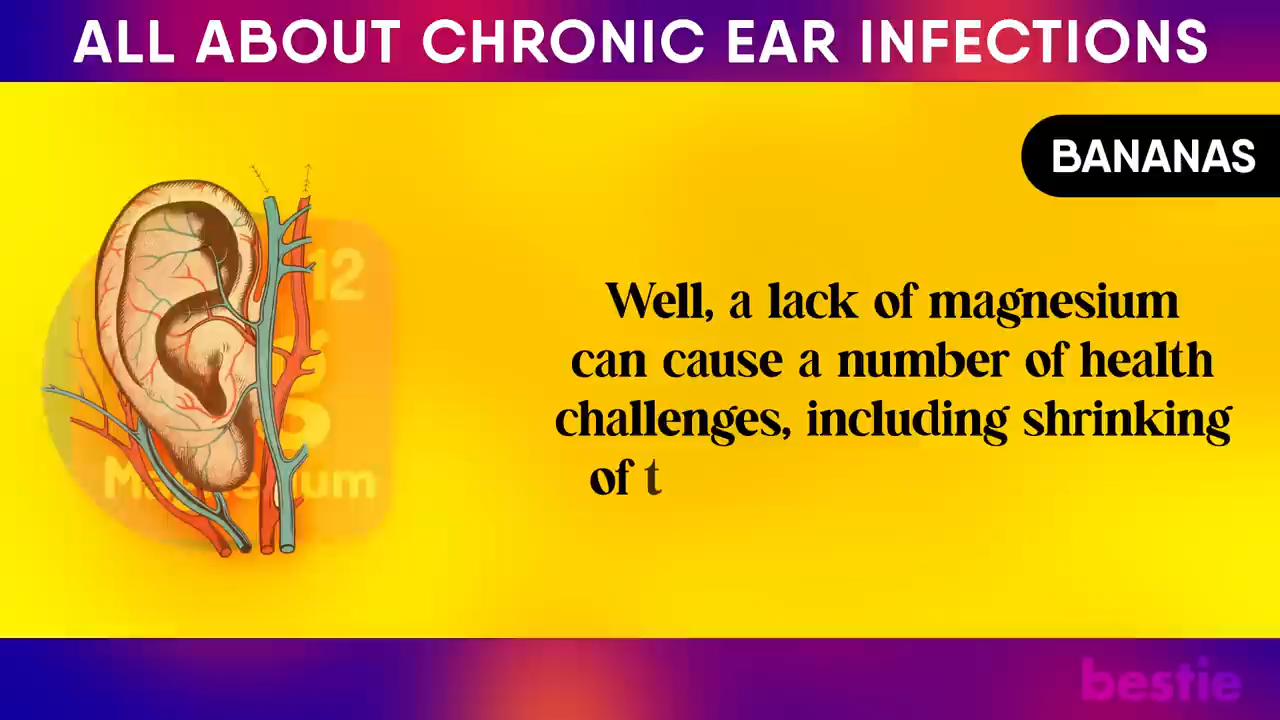 ALL ABOUT CHRONIC EAR INFECTIONS
BANANAS
12
Well, a lack of magnesium
can cause a number of health
challenges, including shrinking
of t
bestie